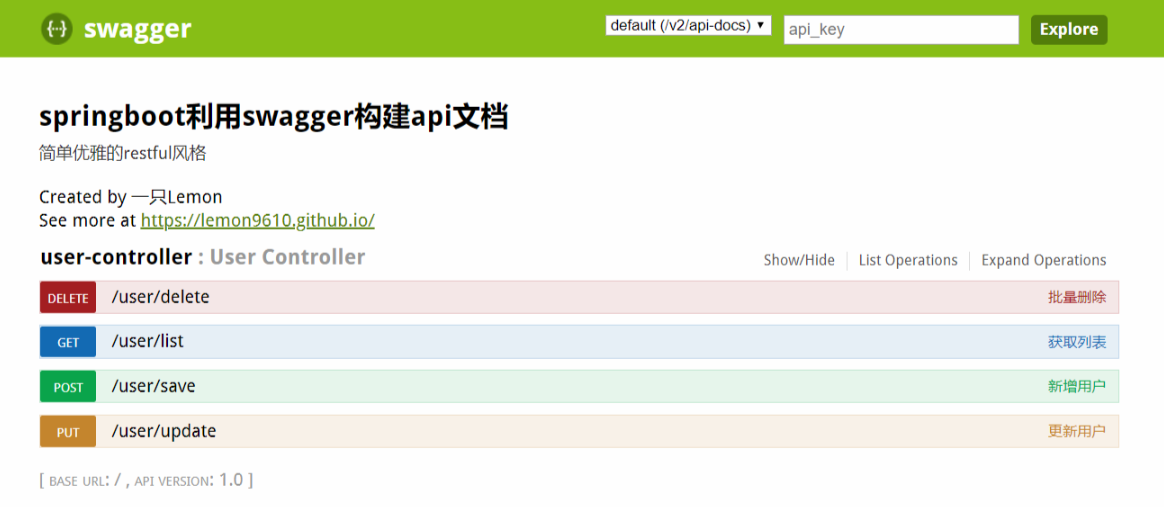 {···} swagger default (/v2/api-docs) ▼ api_key Explore
springboot利用swagger构建api文档
简单优雅的restful风格
Created by 一只Lemon
See more at https://lemon9610.github.io/
user-controller : User Controller Show/Hide List Operations Expand Operations
DELETE /user/delete 批量删除
GET /user/list 获取列表
POST /user/save 新增用户
PUT /user/update 更新用户
[ BASE URL: / , API VERSION: 1.0 ]